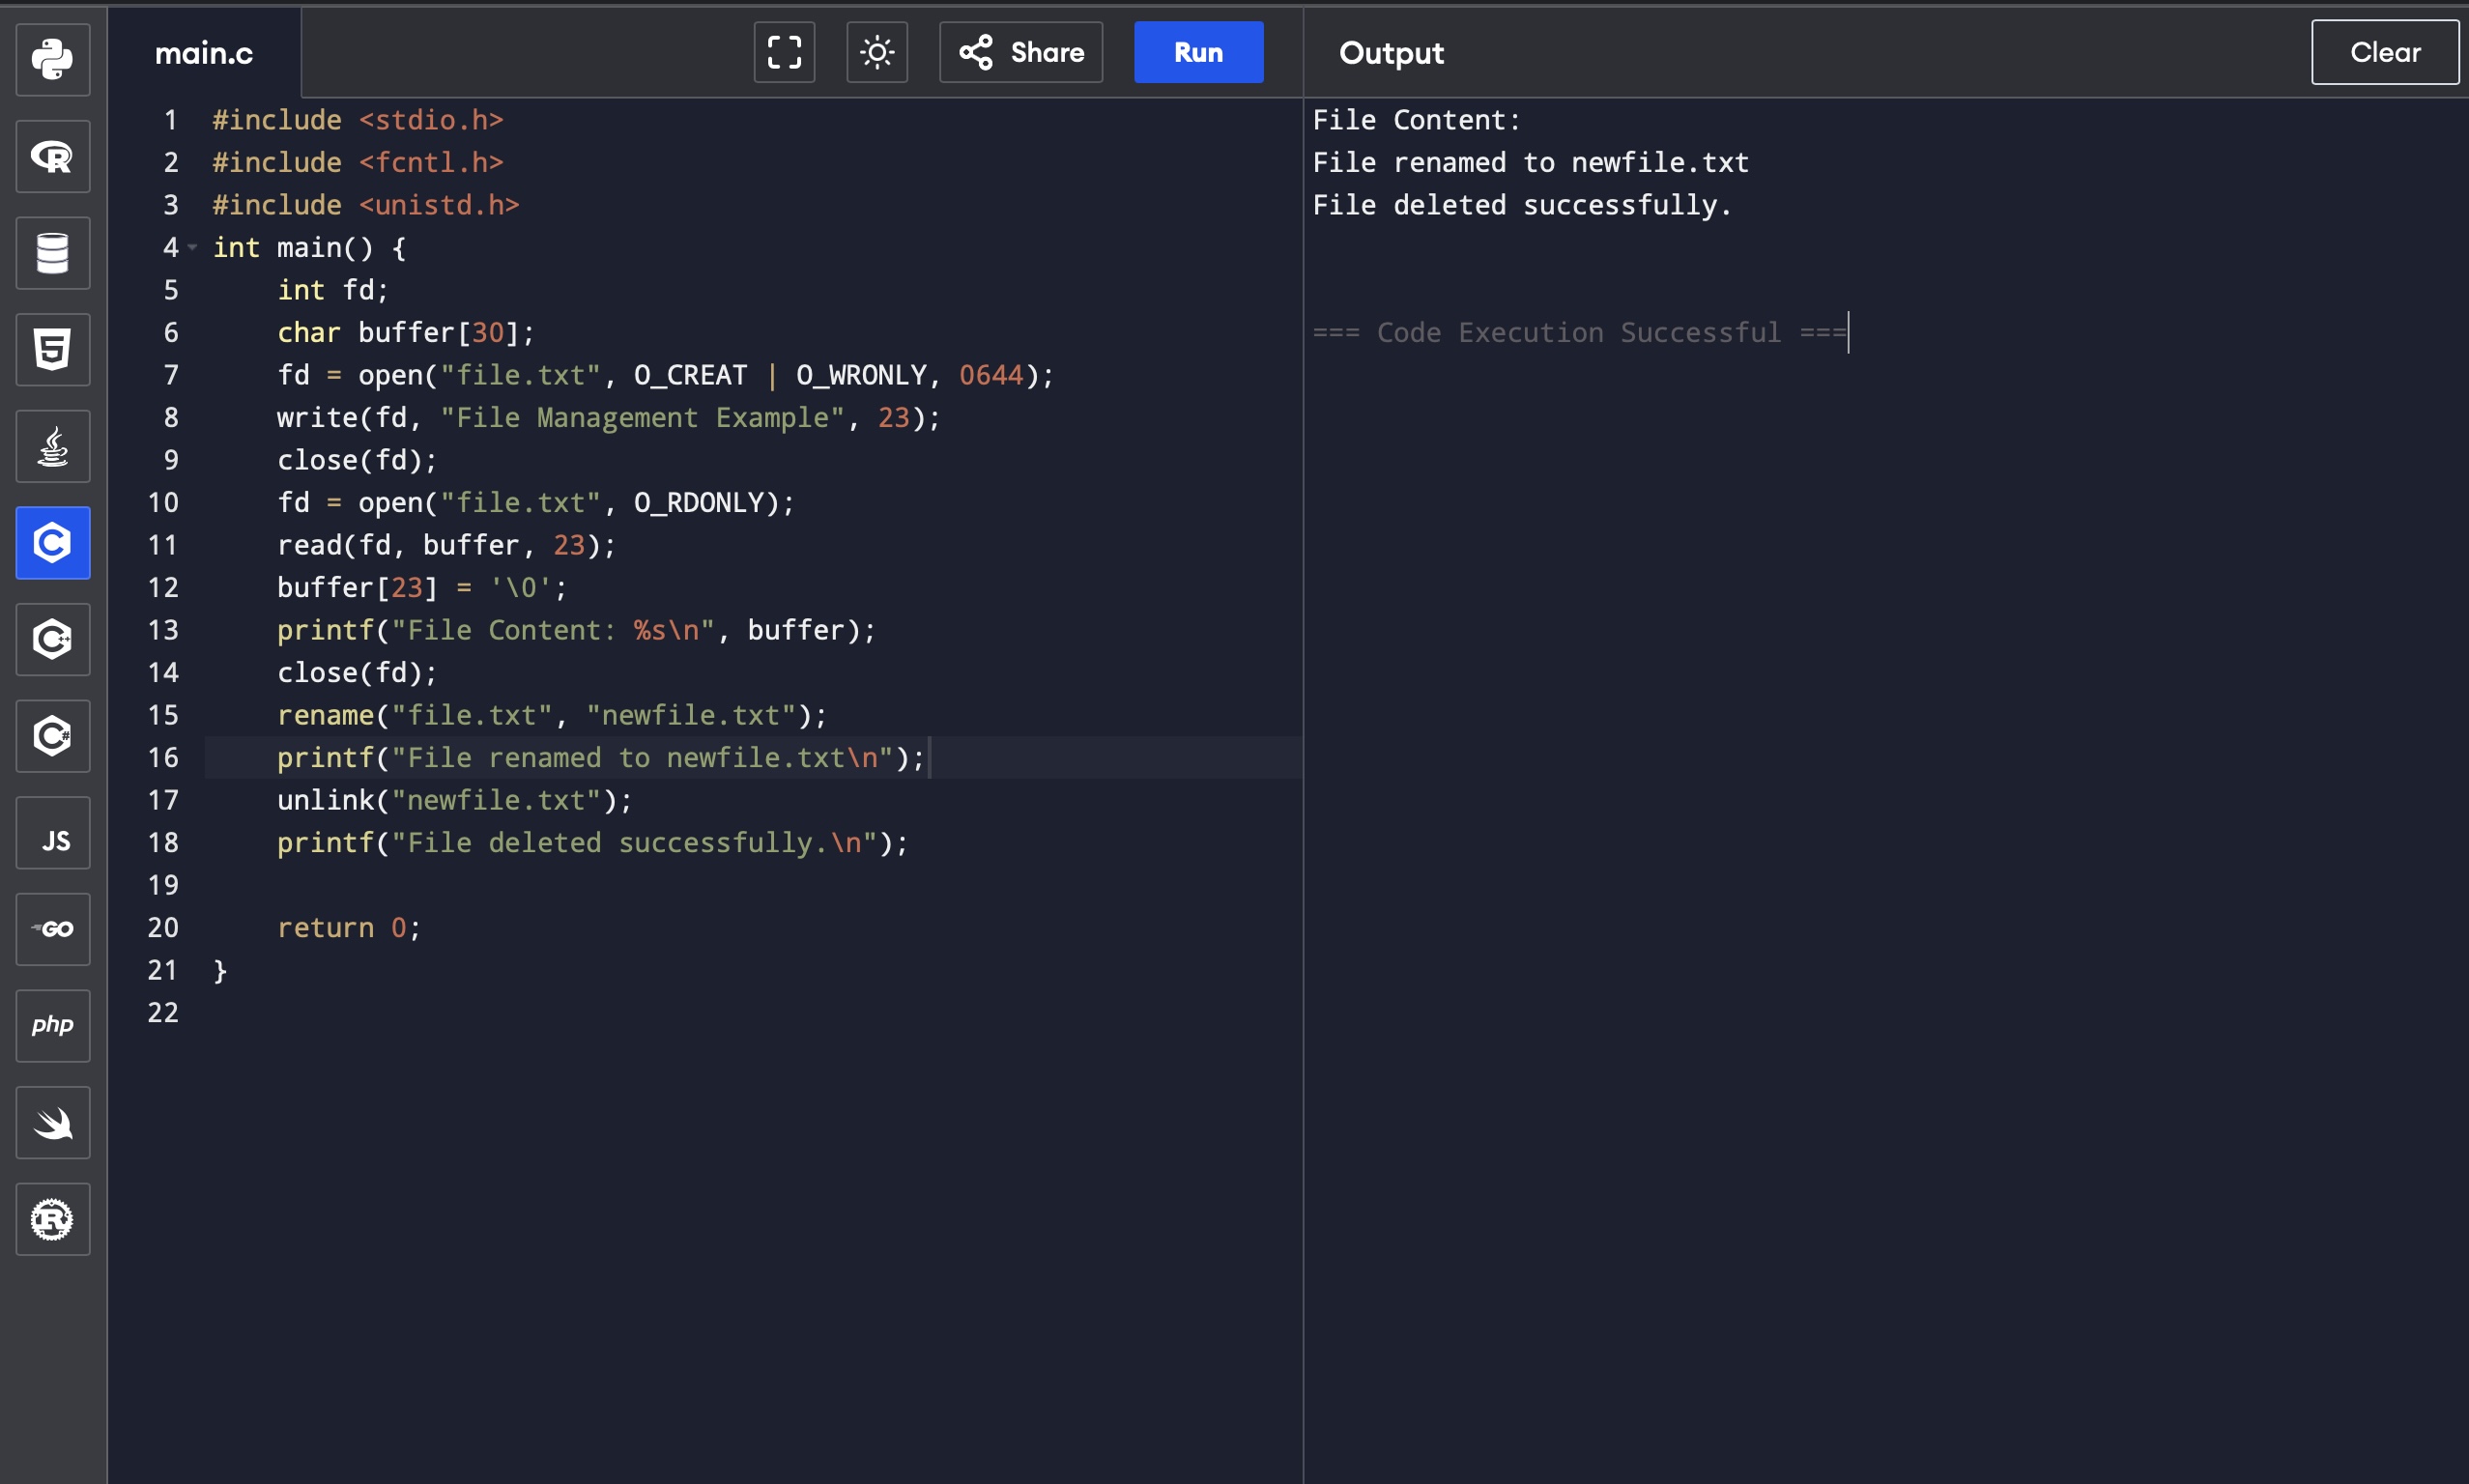 main.c
Share
Run
Output
Clear
1 #include <stdio.h>
2 #include <fcntl.h>
3 #include <unistd.h>
4 int main() {
5     int fd;
6     char buffer[30];
7     fd = open("file.txt", O_CREAT | O_WRONLY, 0644);
8     write(fd, "File Management Example", 23);
9     close(fd);
10     fd = open("file.txt", O_RDONLY);
11     read(fd, buffer, 23);
12     buffer[23] = '\0';
13     printf("File Content: %s\n", buffer);
14     close(fd);
15     rename("file.txt", "newfile.txt");
16     printf("File renamed to newfile.txt\n");
17     unlink("newfile.txt");
18     printf("File deleted successfully.\n");
19
20     return 0;
21 }
22
File Content:
File renamed to newfile.txt
File deleted successfully.
=== Code Execution Successful ===
R
5
C
C++
C#
JS
GO
php
R